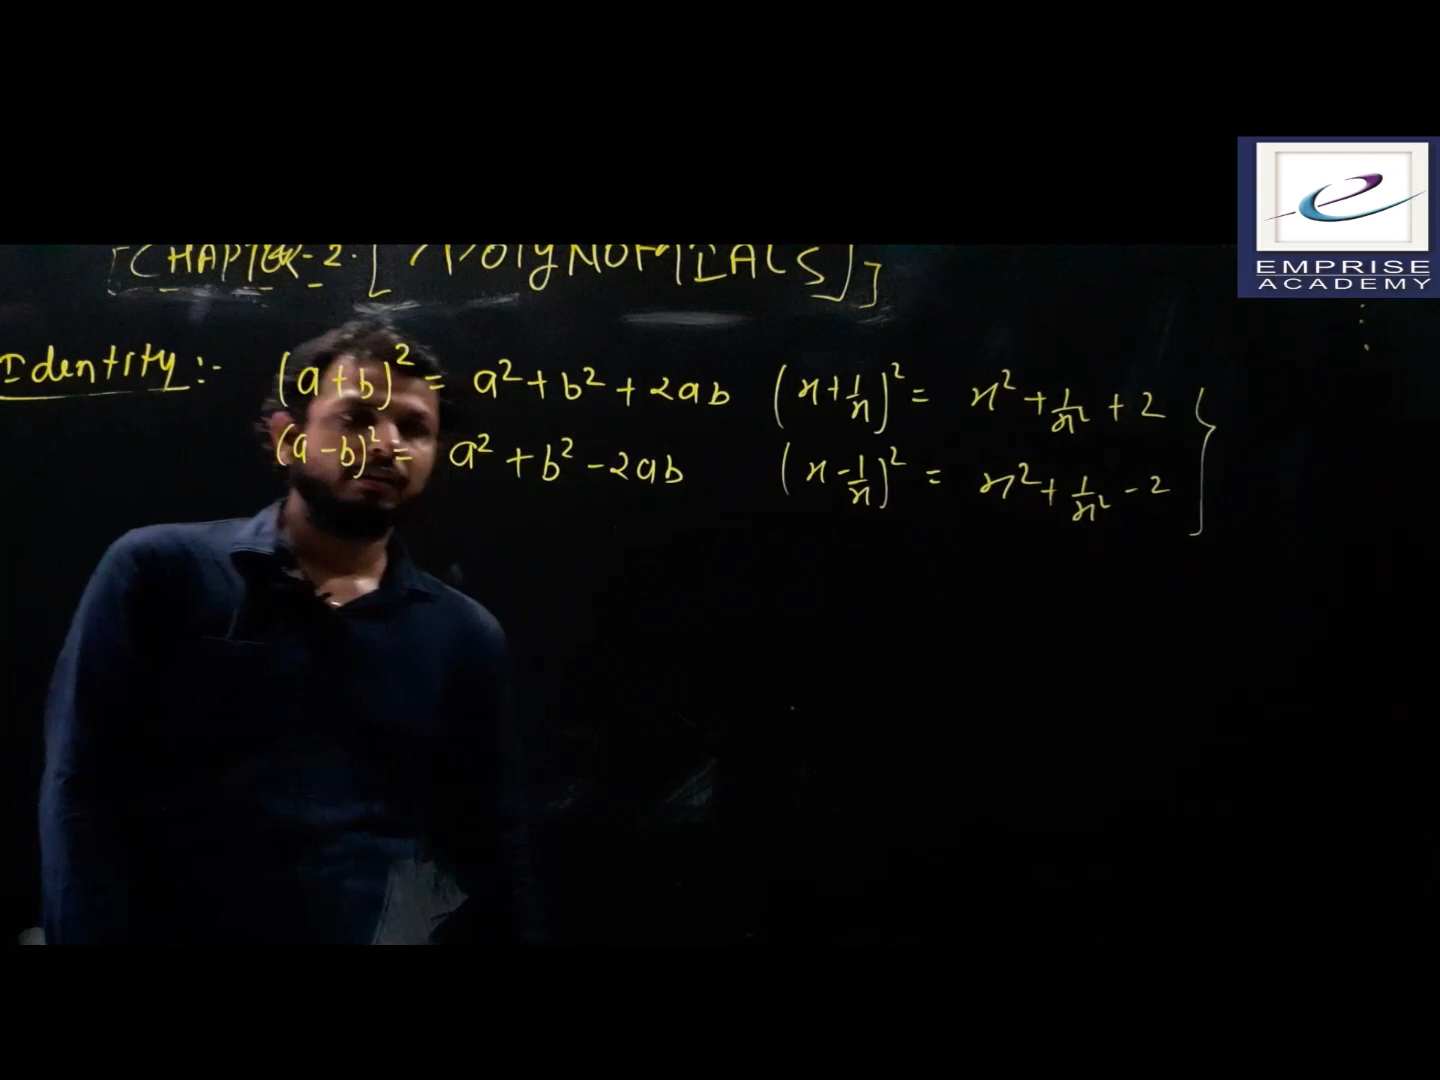 [CHAPTER-2. [POLYNOMIALS]]
EMPRISE
ACADEMY
Identity:- (a+b)² = a²+b²+2ab (x+1/x)² = x²+1/x²+2
(a-b)² = a²+b²-2ab (x-1/x)² = x²+1/x²-2